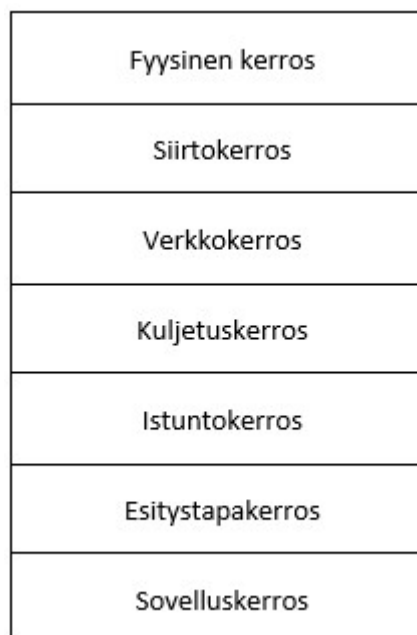 Fyysinen kerros
Siirtokerros
Verkkokerros
Kuljetuskerros
Istuntokerros
Esitystapakerros
Sovelluskerros